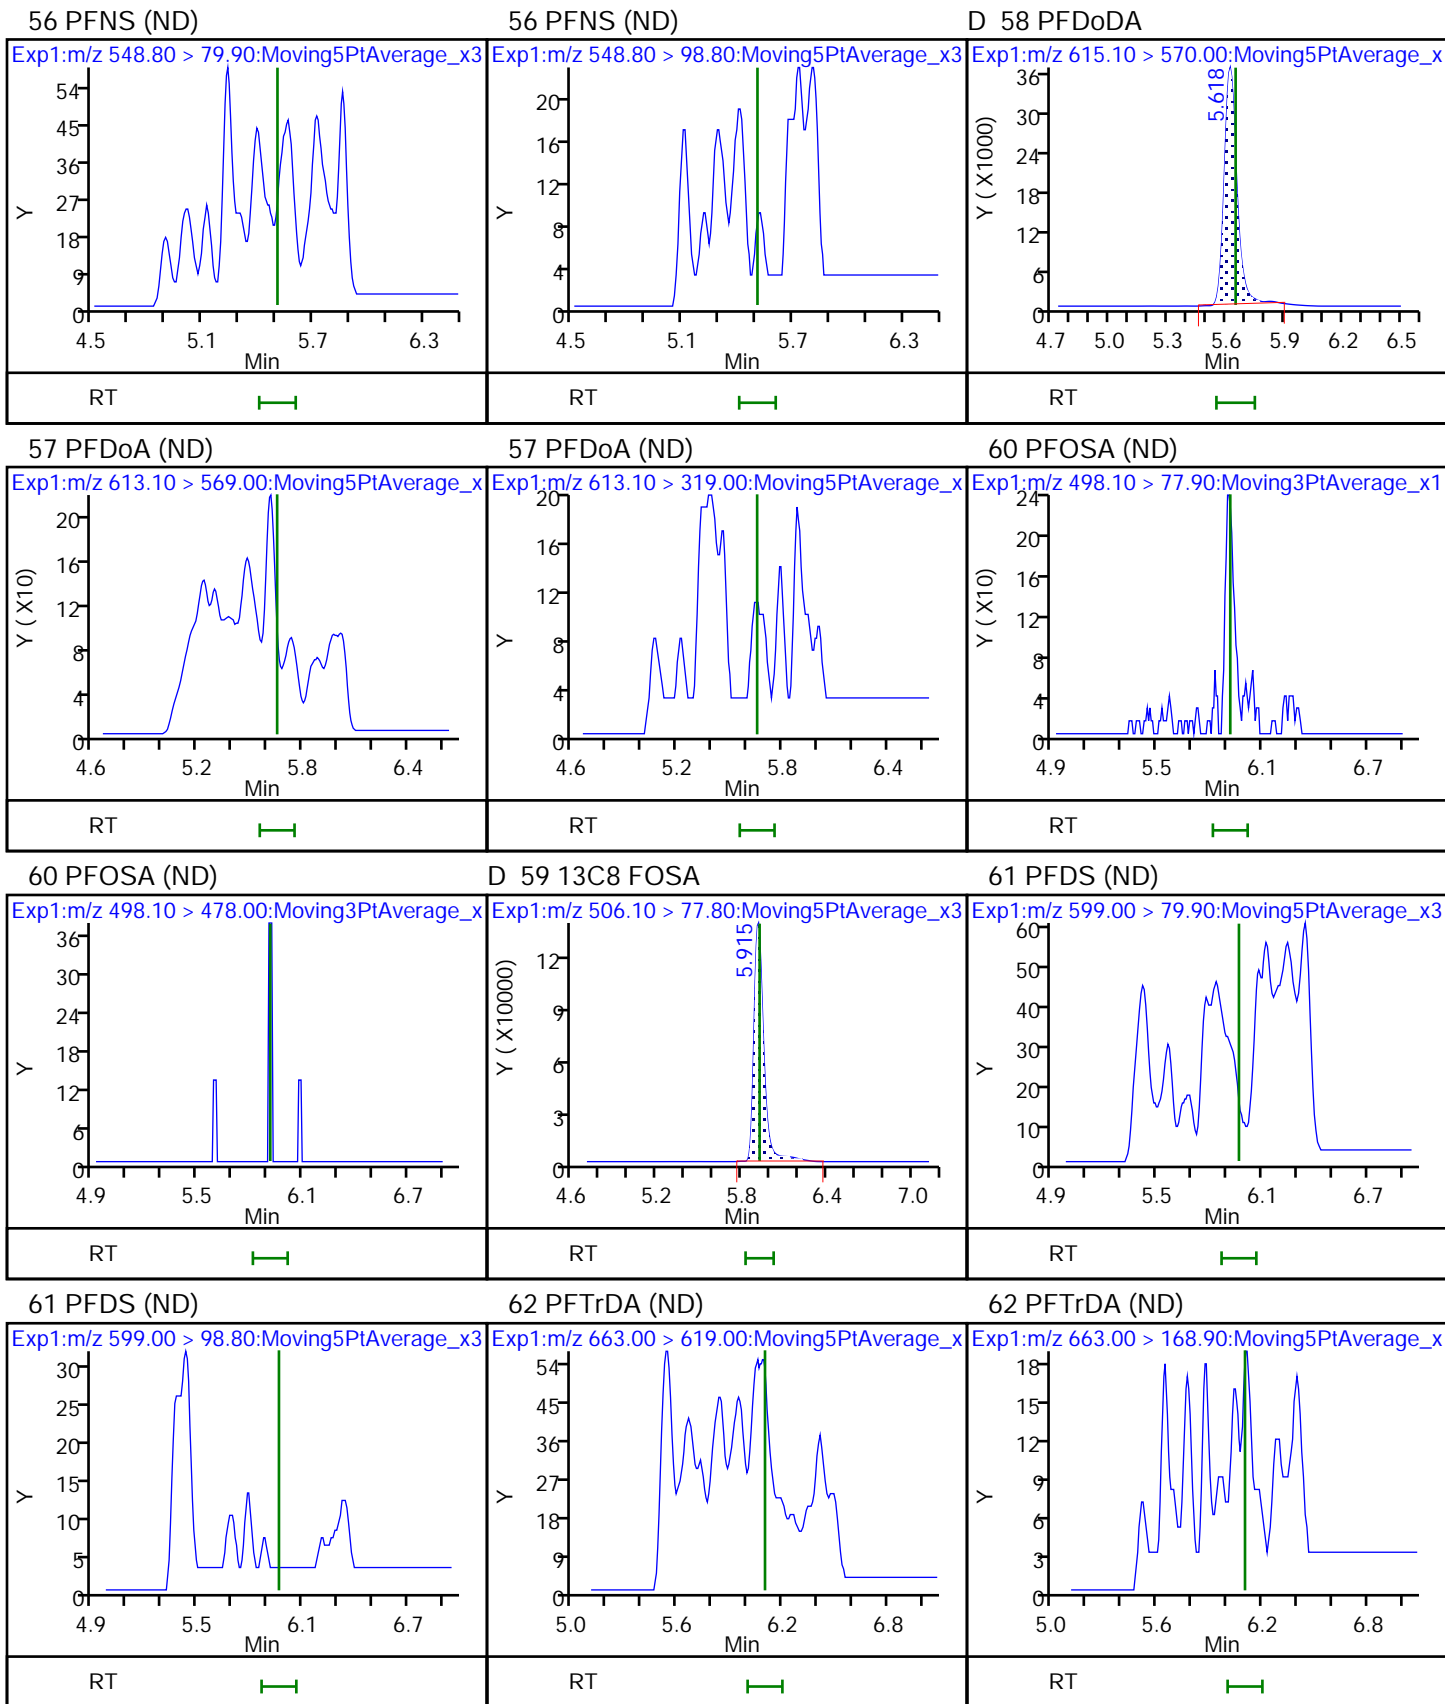 56 PFNS (ND)
Exp1:m/z 548.80 > 79.90:Moving5PtAverage_x3
54
45
36
27
18
9
0
Y
4.5 5.1 5.7 6.3
Min
RT
56 PFNS (ND)
Exp1:m/z 548.80 > 98.80:Moving5PtAverage_x3
20
16
12
8
4
0
Y
4.5 5.1 5.7 6.3
Min
RT
D 58 PFDoDA
Exp1:m/z 615.10 > 570.00:Moving5PtAverage_x
5.618
36
30
24
18
12
6
0
Y ( X1000)
4.7 5.0 5.3 5.6 5.9 6.2 6.5
Min
RT
57 PFDoA (ND)
Exp1:m/z 613.10 > 569.00:Moving5PtAverage_x
20
16
12
8
4
0
Y ( X10)
4.6 5.2 5.8 6.4
Min
RT
57 PFDoA (ND)
Exp1:m/z 613.10 > 319.00:Moving5PtAverage_x
20
16
12
8
4
0
Y
4.6 5.2 5.8 6.4
Min
RT
60 PFOSA (ND)
Exp1:m/z 498.10 > 77.90:Moving3PtAverage_x1
24
20
16
12
8
4
0
Y ( X10)
4.9 5.5 6.1 6.7
Min
RT
60 PFOSA (ND)
Exp1:m/z 498.10 > 478.00:Moving3PtAverage_x
36
30
24
18
12
6
0
Y
4.9 5.5 6.1 6.7
Min
RT
D 59 13C8 FOSA
Exp1:m/z 506.10 > 77.80:Moving5PtAverage_x3
5.915
12
9
6
3
0
Y ( X10000)
4.6 5.2 5.8 6.4 7.0
Min
RT
61 PFDS (ND)
Exp1:m/z 599.00 > 79.90:Moving5PtAverage_x3
60
50
40
30
20
10
0
Y
4.9 5.5 6.1 6.7
Min
RT
61 PFDS (ND)
Exp1:m/z 599.00 > 98.80:Moving5PtAverage_x3
30
25
20
15
10
5
0
Y
4.9 5.5 6.1 6.7
Min
RT
62 PFTrDA (ND)
Exp1:m/z 663.00 > 619.00:Moving5PtAverage_x
54
45
36
27
18
9
0
Y
5.0 5.6 6.2 6.8
Min
RT
62 PFTrDA (ND)
Exp1:m/z 663.00 > 168.90:Moving5PtAverage_x
18
15
12
9
6
3
0
Y
5.0 5.6 6.2 6.8
Min
RT